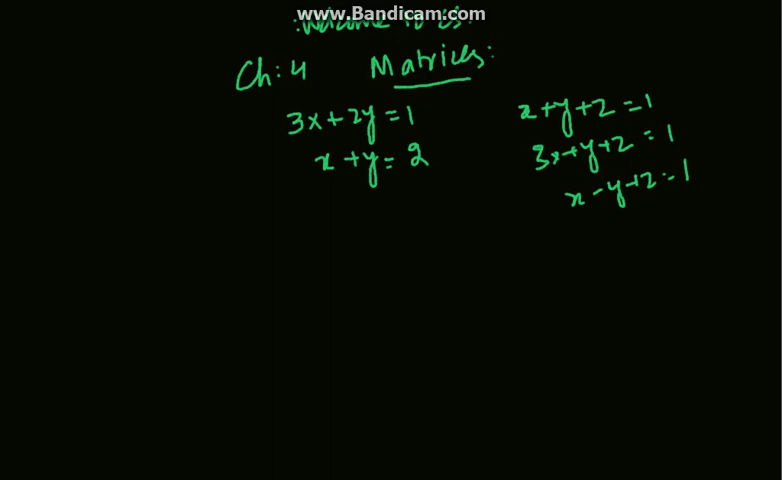 www.Bandicam.com
Ch: 4 Matrices:
3x+2y=1
x+y=2
x+y+z=1
3x+y+z=1
x-y+z=1